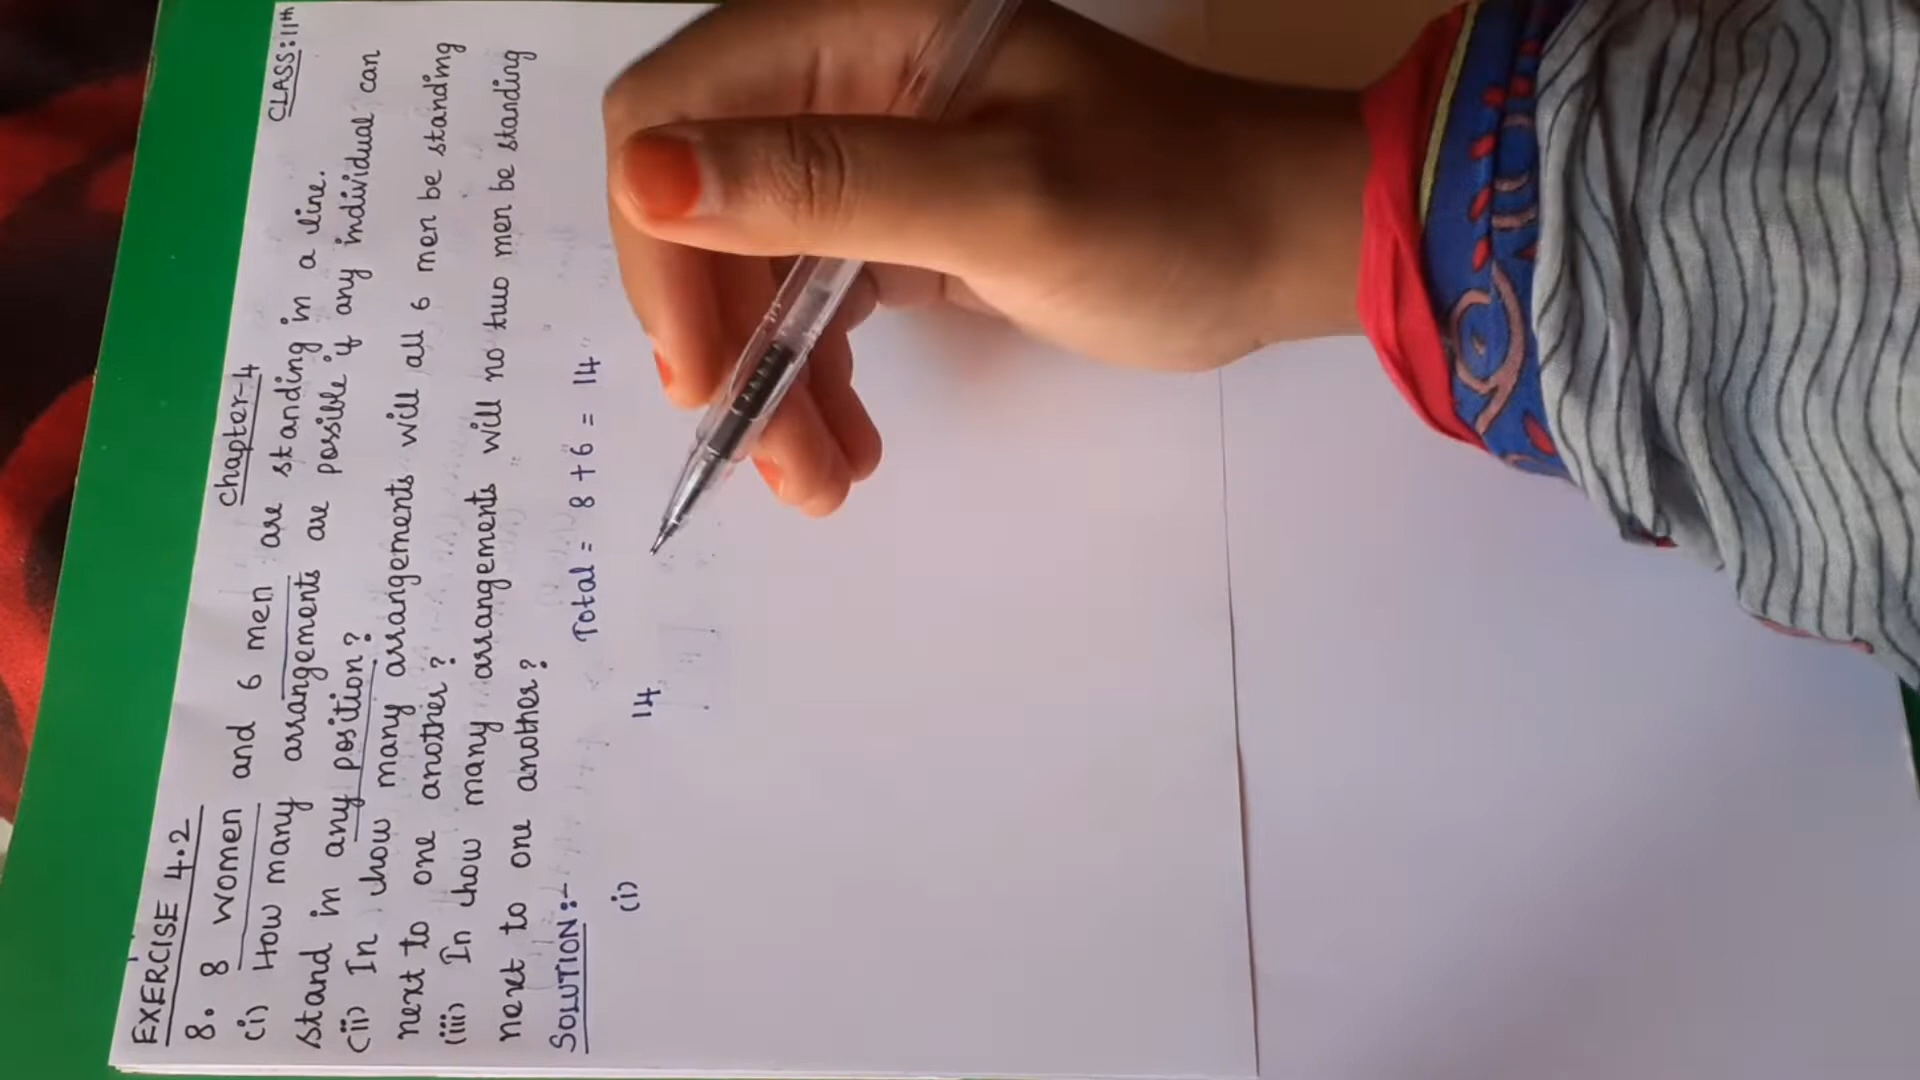 CLASS:11th
EXERCISE 4.2 Chapter-4
8. 8 women and 6 men are standing in a line.
(i) How many arrangements are possible if any individual can
stand in any position?
(ii) In how many arrangements will all 6 men be standing
next to one another?
(iii) In how many arrangements will no two men be standing
next to one another?
SOLUTION:- Total = 8 + 6 = 14
(i) 14